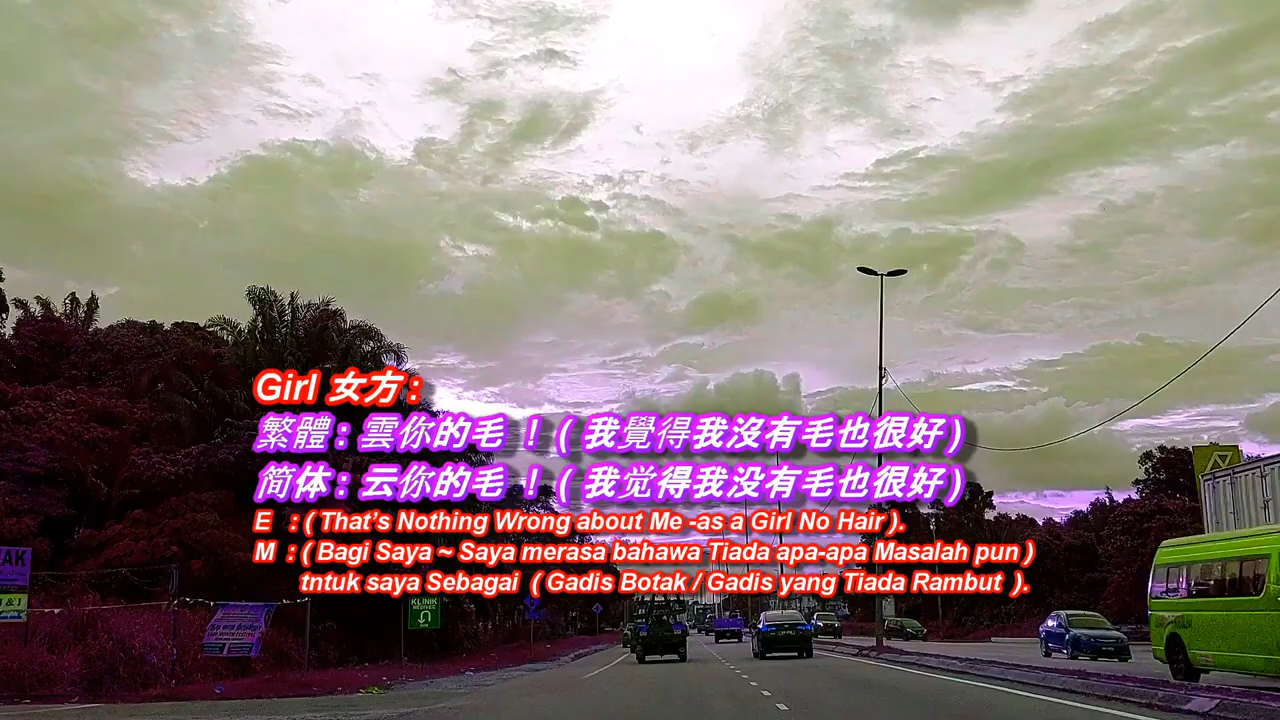 Girl 女方 :
繁體 : 雲你的毛 ！ ( 我覺得我沒有毛也很好 )
简体 : 云你的毛 ！ ( 我觉得我没有毛也很好 )
E : ( That’s Nothing Wrong about Me -as a Girl No Hair ).
M : ( Bagi Saya ~ Saya merasa bahawa Tiada apa-apa Masalah pun )
tntuk saya Sebagai ( Gadis Botak / Gadis yang Tiada Rambut ).
KLINIK
MEDIVEC